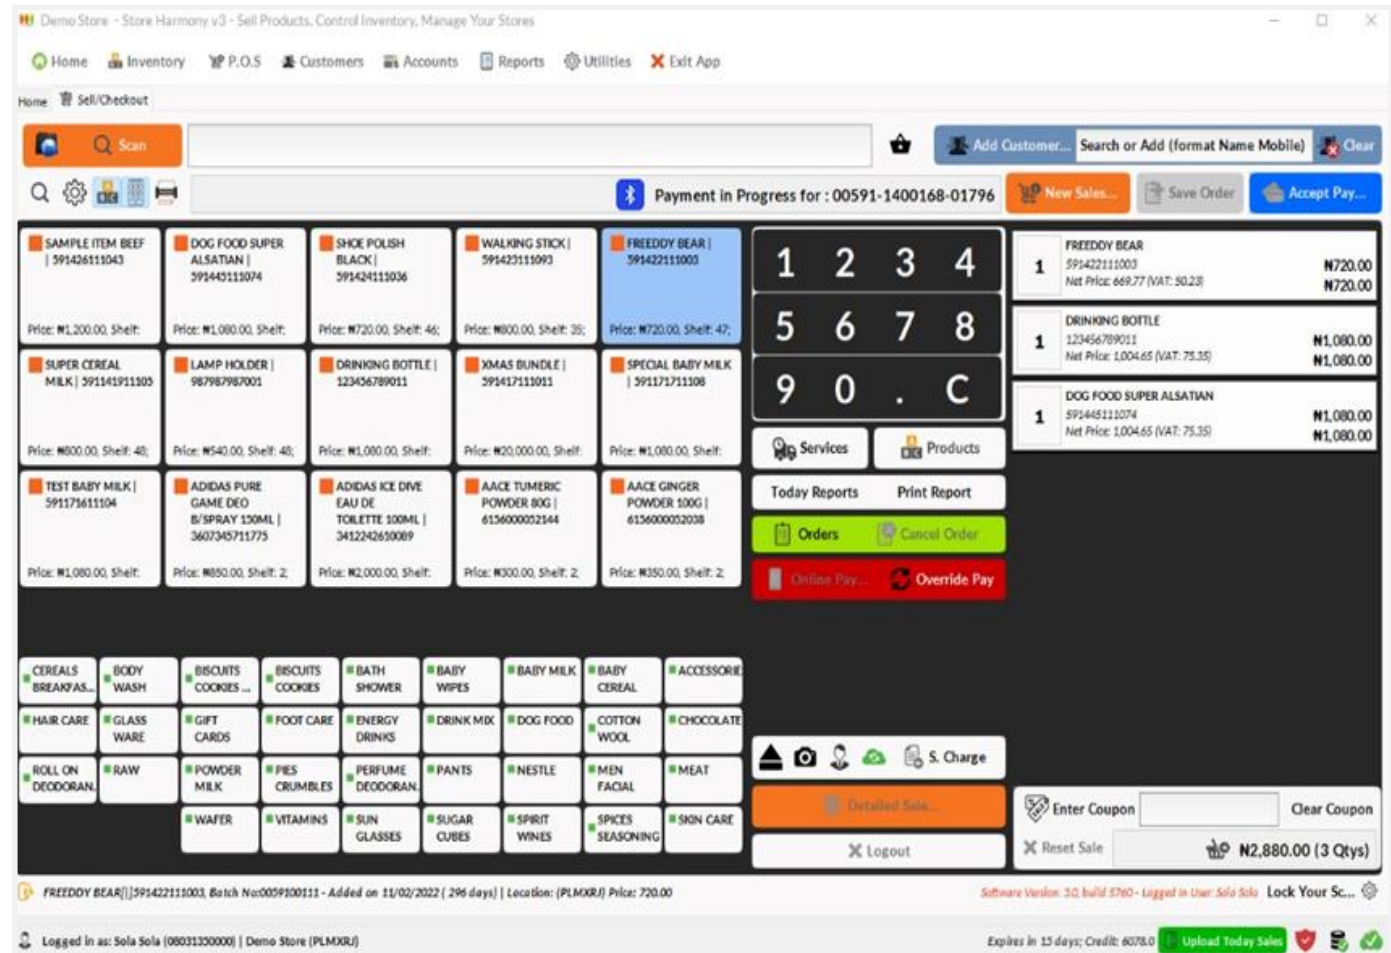 Demo Store - Store Harmony v3 - Sell Products, Control Inventory, Manage Your Stores
Home Inventory P.O.S Customers Accounts Reports Utilities Exit App
Home Sell/Checkout
Scan Add Customer... Search or Add (format Name Mobile) Clear
Payment in Progress for : 00591-1400168-01796 New Sales... Save Order Accept Pay...
SAMPLE ITEM BEEF
| 591426111043
Price: ₦1,200.00, Shelf:
DOG FOOD SUPER
ALSATIAN |
591445111074
Price: ₦1,080.00, Shelf:
SHOE POLISH
BLACK |
591424111036
Price: ₦720.00, Shelf: 46;
WALKING STICK |
591423111093
Price: ₦800.00, Shelf: 35;
FREEDDY BEAR |
591422111003
Price: ₦720.00, Shelf: 47;
SUPER CEREAL
MILK | 591141911105
Price: ₦800.00, Shelf: 48;
LAMP HOLDER |
987987987001
Price: ₦540.00, Shelf: 48;
DRINKING BOTTLE |
123456789011
Price: ₦1,080.00, Shelf:
XMAS BUNDLE |
591417111011
Price: ₦20,000.00, Shelf:
SPECIAL BABY MILK
| 591171711108
Price: ₦1,080.00, Shelf:
TEST BABY MILK |
591171611104
Price: ₦1,080.00, Shelf:
ADIDAS PURE
GAME DEO
B/SPRAY 150ML |
3607345711775
Price: ₦850.00, Shelf: 2,
ADIDAS ICE DIVE
EAU DE
TOILETTE 100ML |
3412242610089
Price: ₦2,000.00, Shelf:
AACE TUMERIC
POWDER 80G |
6156000052144
Price: ₦300.00, Shelf: 2
AACE GINGER
POWDER 100G |
6156000052038
Price: ₦350.00, Shelf: 2,
1 2 3 4
5 6 7 8
9 0 . C
Services Products
Today Reports Print Report
Orders Cancel Order
Online Pay... Override Pay
FREEDDY BEAR
1 591422111003 ₦720.00
Net Price: 669.77 (VAT: 50.23) ₦720.00
DRINKING BOTTLE
1 123456789011 ₦1,080.00
Net Price: 1,004.65 (VAT: 75.35) ₦1,080.00
DOG FOOD SUPER ALSATIAN
1 591445111074 ₦1,080.00
Net Price: 1,004.65 (VAT: 75.35) ₦1,080.00
CEREALS
BREAKFAS...
BODY
WASH
BISCUITS
COOKIES ...
BISCUITS
COOKIES
BATH
SHOWER
BABY
WIPES
BABY MILK
BABY
CEREAL
ACCESSORIE
HAIR CARE
GLASS
WARE
GIFT
CARDS
FOOT CARE
ENERGY
DRINKS
DRINK MIX
DOG FOOD
COTTON
WOOL
CHOCOLATE
ROLL ON
DEODORAN.
RAW
POWDER
MILK
PIES
CRUMBLES
PERFUME
DEODORAN.
PANTS
NESTLE
MEN
FACIAL
MEAT
WAFER
VITAMINS
SUN
GLASSES
SUGAR
CUBES
SPIRIT
WINES
SPICES
SEASONING
SKIN CARE
S. Charge
Detailed Sale...
Logout
Enter Coupon Clear Coupon
Reset Sale ₦2,880.00 (3 Qtys)
FREEDDY BEAR[|]591422111003, Batch No:0059100111 - Added on 11/02/2022 ( 296 days) | Location: (PLMXRJ) Price: 720.00
Software Version: 3.0, build 5760 - Logged in User: Sola Sola Lock Your Sc...
Logged in as: Sola Sola (08031350000) | Demo Store (PLMXRJ)
Expires in 15 days; Credit: 6078.0 Upload Today Sales